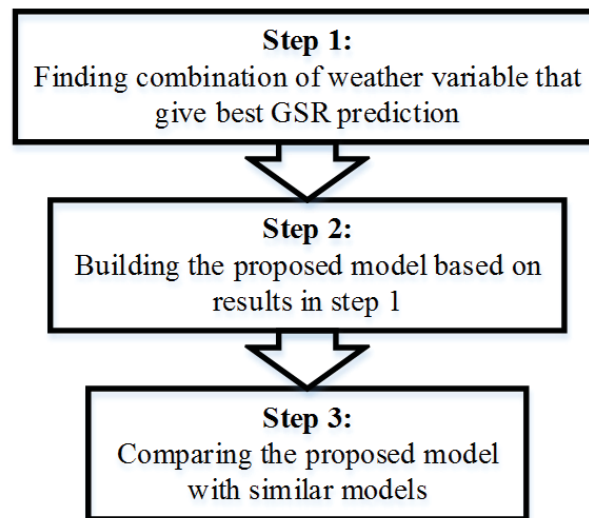 Step 1:
Finding combination of weather variable that
give best GSR prediction
Step 2:
Building the proposed model based on
results in step 1
Step 3:
Comparing the proposed model
with similar models